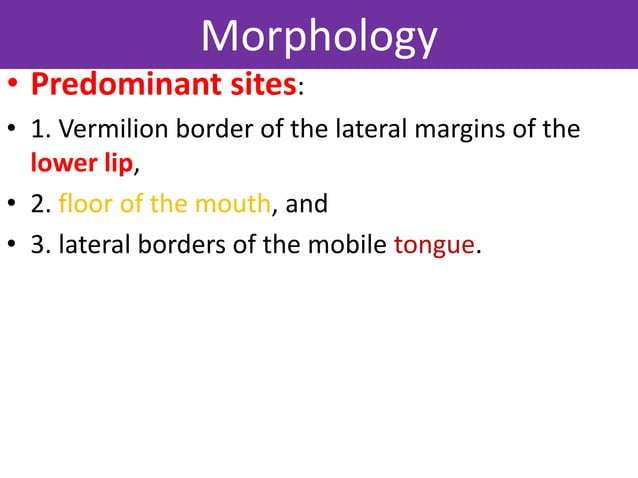 Morphology
• Predominant sites:
• 1. Vermilion border of the lateral margins of the
lower lip,
• 2. floor of the mouth, and
• 3. lateral borders of the mobile tongue.